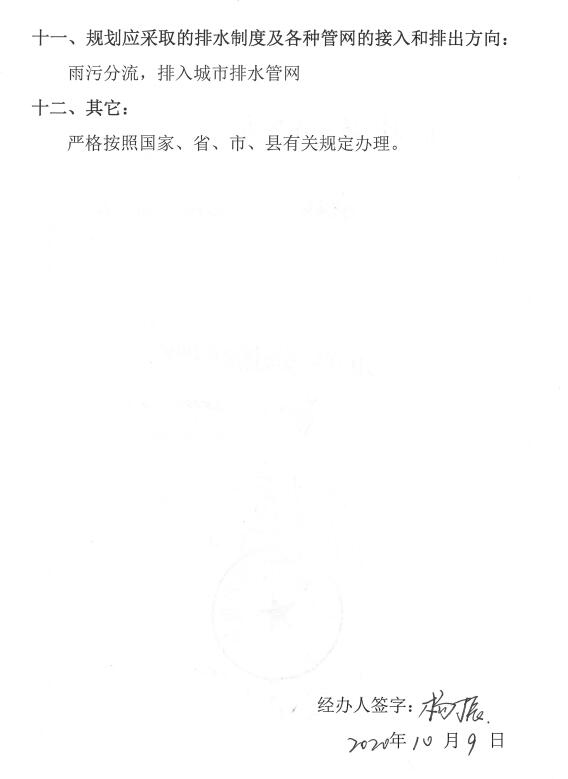 十一、规划应采取的排水制度及各种管网的接入和排出方向：
雨污分流，排入城市排水管网
十二、其它：
严格按照国家、省、市、县有关规定办理。
经办人签字：杨振
2020年10月9日